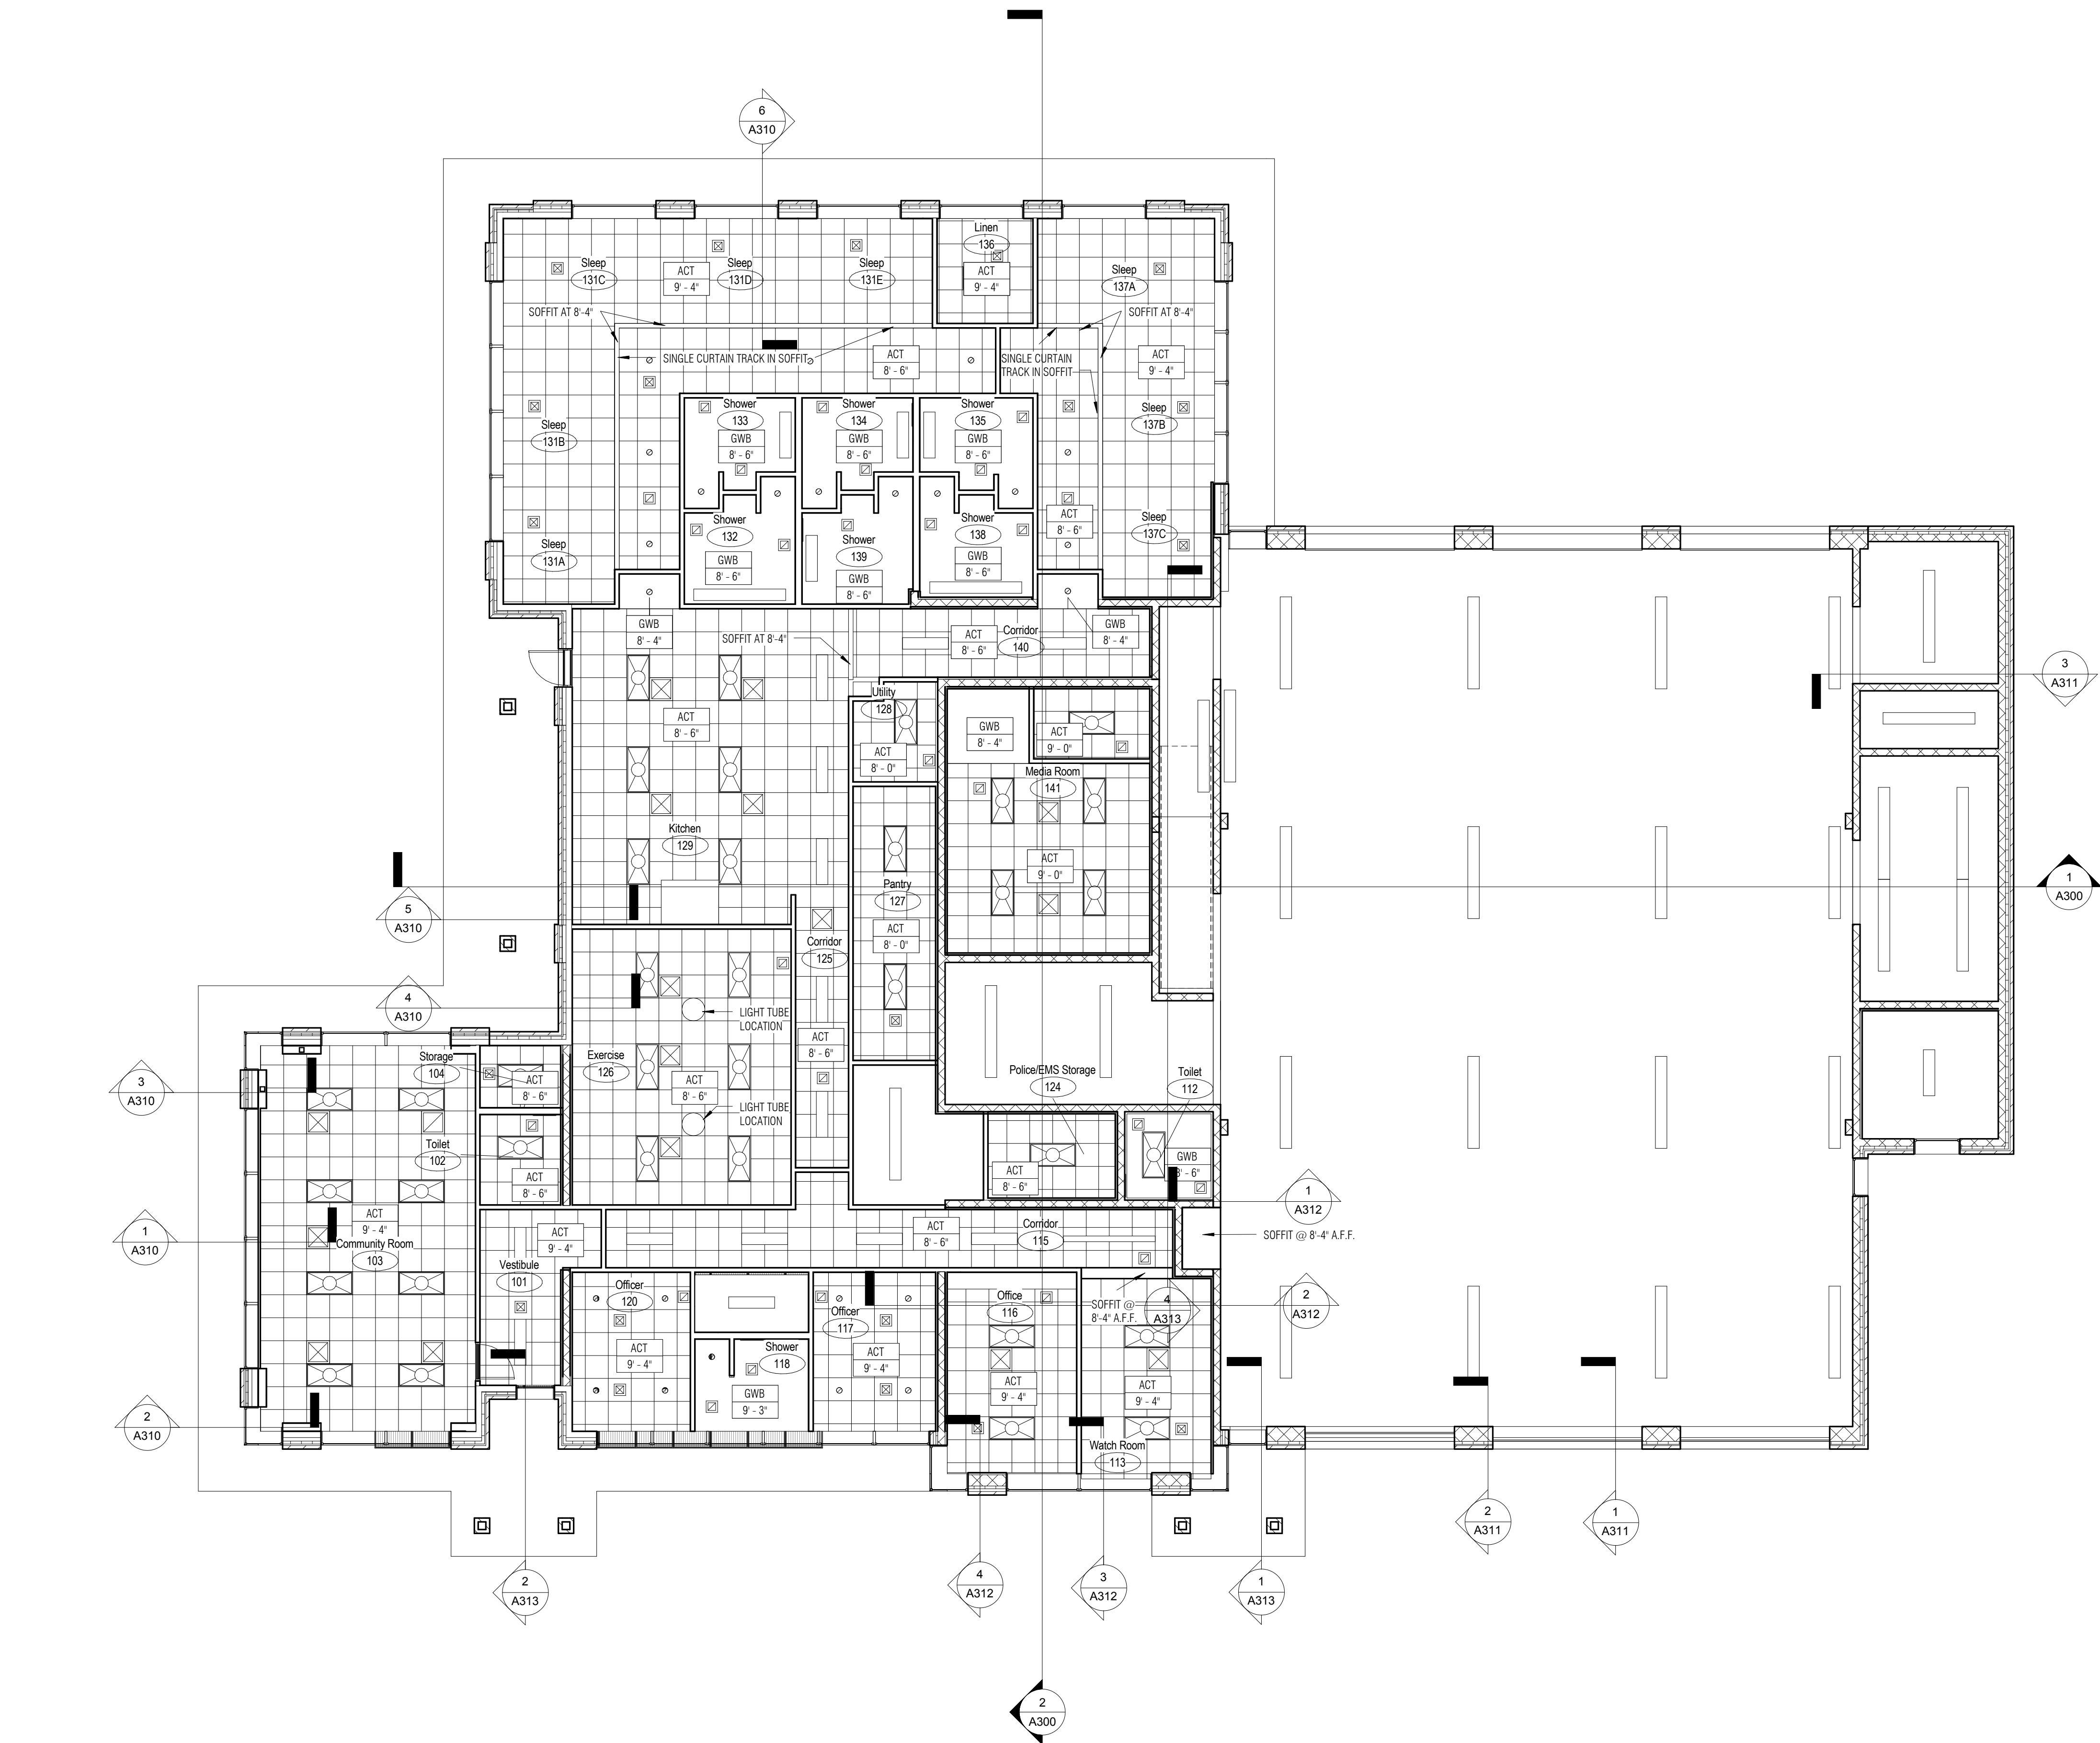 6
A310
Linen
136
ACT
9' - 4"
Sleep
131C
ACT
9' - 4"
Sleep
131D
Sleep
131E
Sleep
137A
SOFFIT AT 8'-4"
SOFFIT AT 8'-4"
SINGLE CURTAIN TRACK IN SOFFIT
ACT
8' - 6"
SINGLE CURTAIN
TRACK IN SOFFIT
ACT
9' - 4"
Sleep
131B
Shower
133
GWB
8' - 6"
Shower
134
GWB
8' - 6"
Shower
135
GWB
8' - 6"
Sleep
137B
Sleep
131A
Shower
132
GWB
8' - 6"
Shower
139
GWB
8' - 6"
Shower
138
GWB
8' - 6"
ACT
8' - 6"
Sleep
137C
GWB
8' - 4"
SOFFIT AT 8'-4"
ACT
8' - 6"
Corridor
140
GWB
8' - 4"
3
A311
ACT
8' - 6"
Utility
128
ACT
8' - 0"
GWB
8' - 4"
ACT
9' - 0"
Media Room
141
Kitchen
129
ACT
9' - 0"
Pantry
127
ACT
8' - 0"
1
A300
5
A310
Corridor
125
4
A310
LIGHT TUBE
LOCATION
ACT
8' - 6"
3
A310
Storage
104
ACT
8' - 6"
Exercise
126
ACT
8' - 6"
LIGHT TUBE
LOCATION
Police/EMS Storage
124
Toilet
112
Toilet
102
ACT
8' - 6"
ACT
8' - 6"
GWB
8' - 6"
1
A312
1
A310
ACT
9' - 4"
Community Room
103
ACT
9' - 4"
Vestibule
101
ACT
8' - 6"
Corridor
115
SOFFIT @ 8'-4" A.F.F.
Officer
120
Officer
117
Office
116
SOFFIT @
8'-4" A.F.F.
4
A313
2
A312
ACT
9' - 4"
Shower
118
GWB
9' - 3"
ACT
9' - 4"
ACT
9' - 4"
ACT
9' - 4"
2
A310
Watch Room
113
2
A311
1
A311
2
A313
4
A312
3
A312
1
A313
2
A300